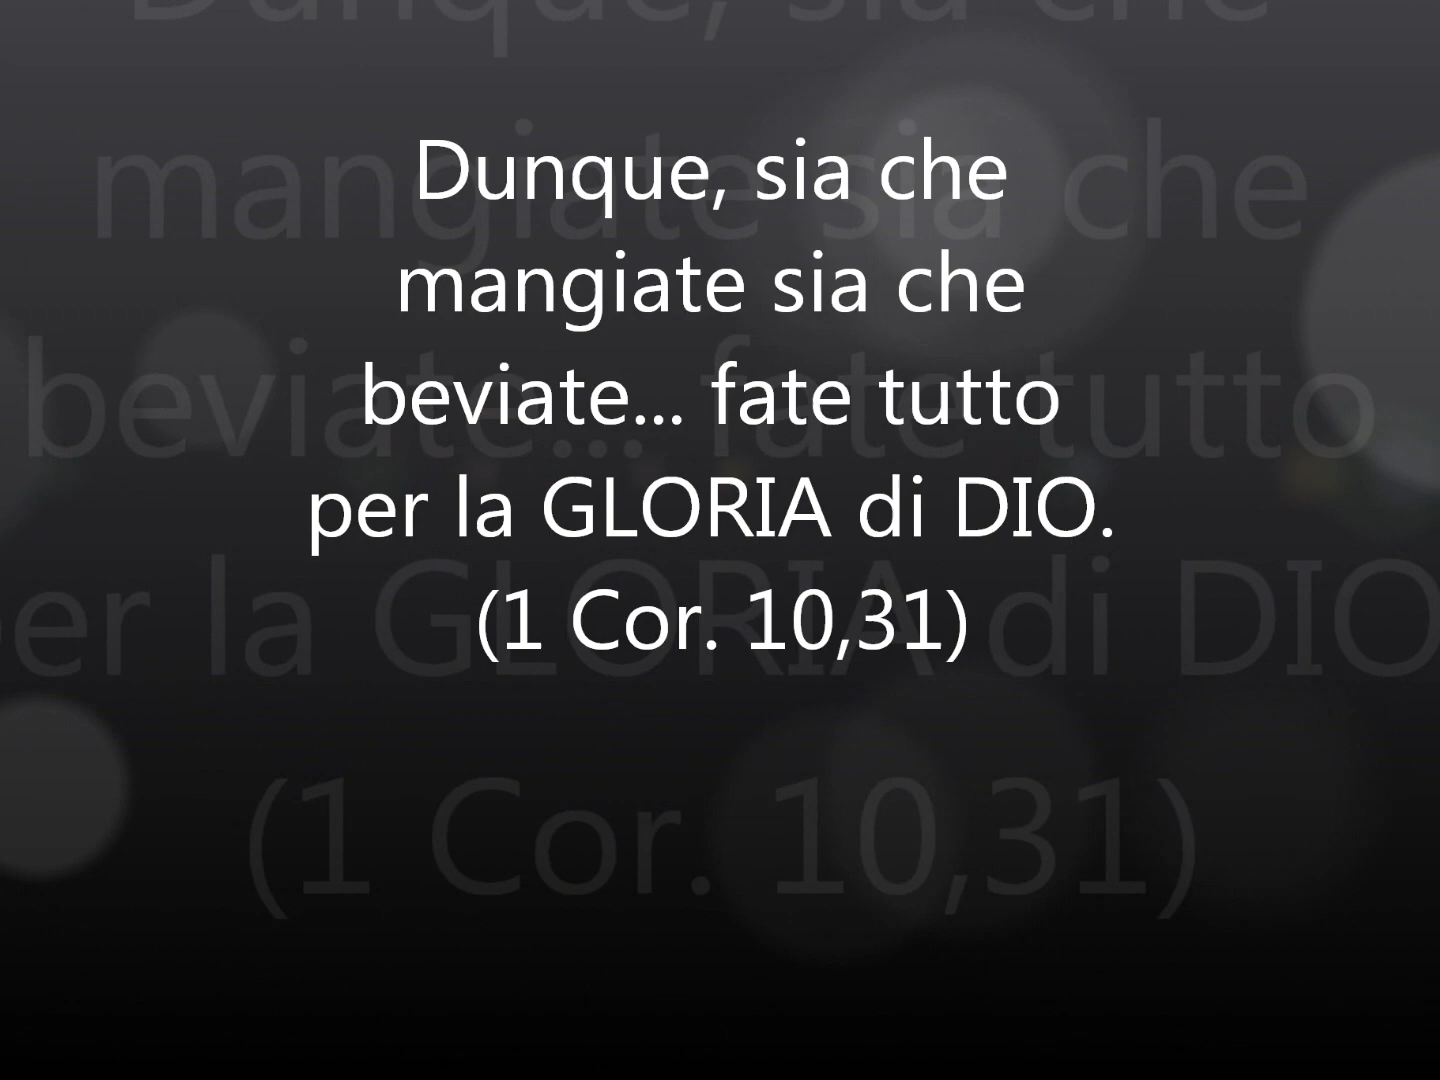 Dunque, sia che
mangiate sia che
beviate... fate tutto
per la GLORIA di DIO.
(1 Cor. 10,31)